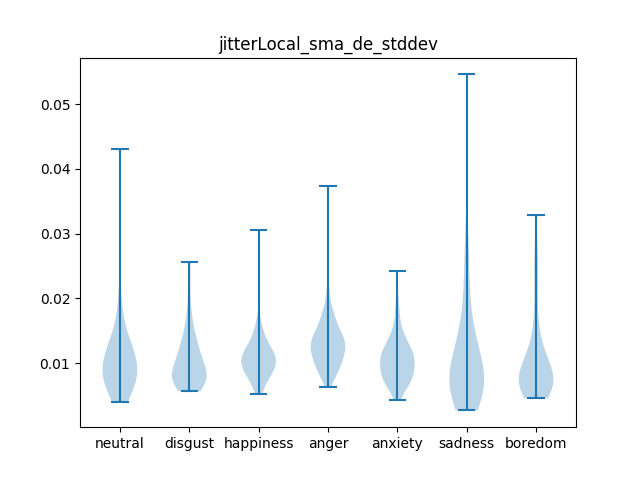 jitterLocal_sma_de_stddev
0.05
0.04
0.03
0.02
0.01
neutral disgust happiness anger anxiety sadness boredom